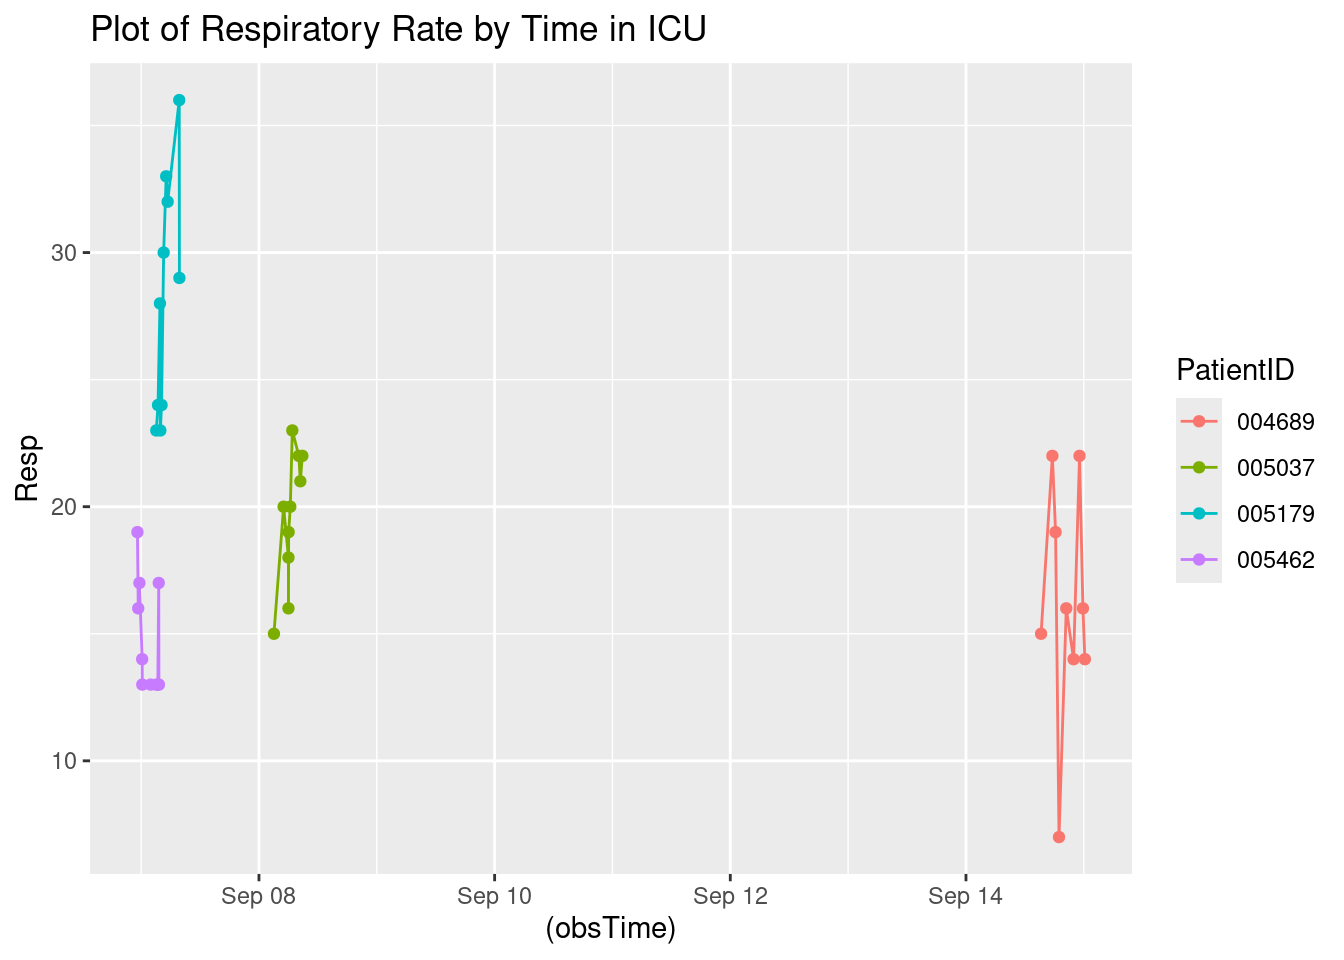 Plot of Respiratory Rate by Time in ICU
Resp
30
20
10
Sep 08
Sep 10
Sep 12
Sep 14
(obsTime)
PatientID
004689
005037
005179
005462